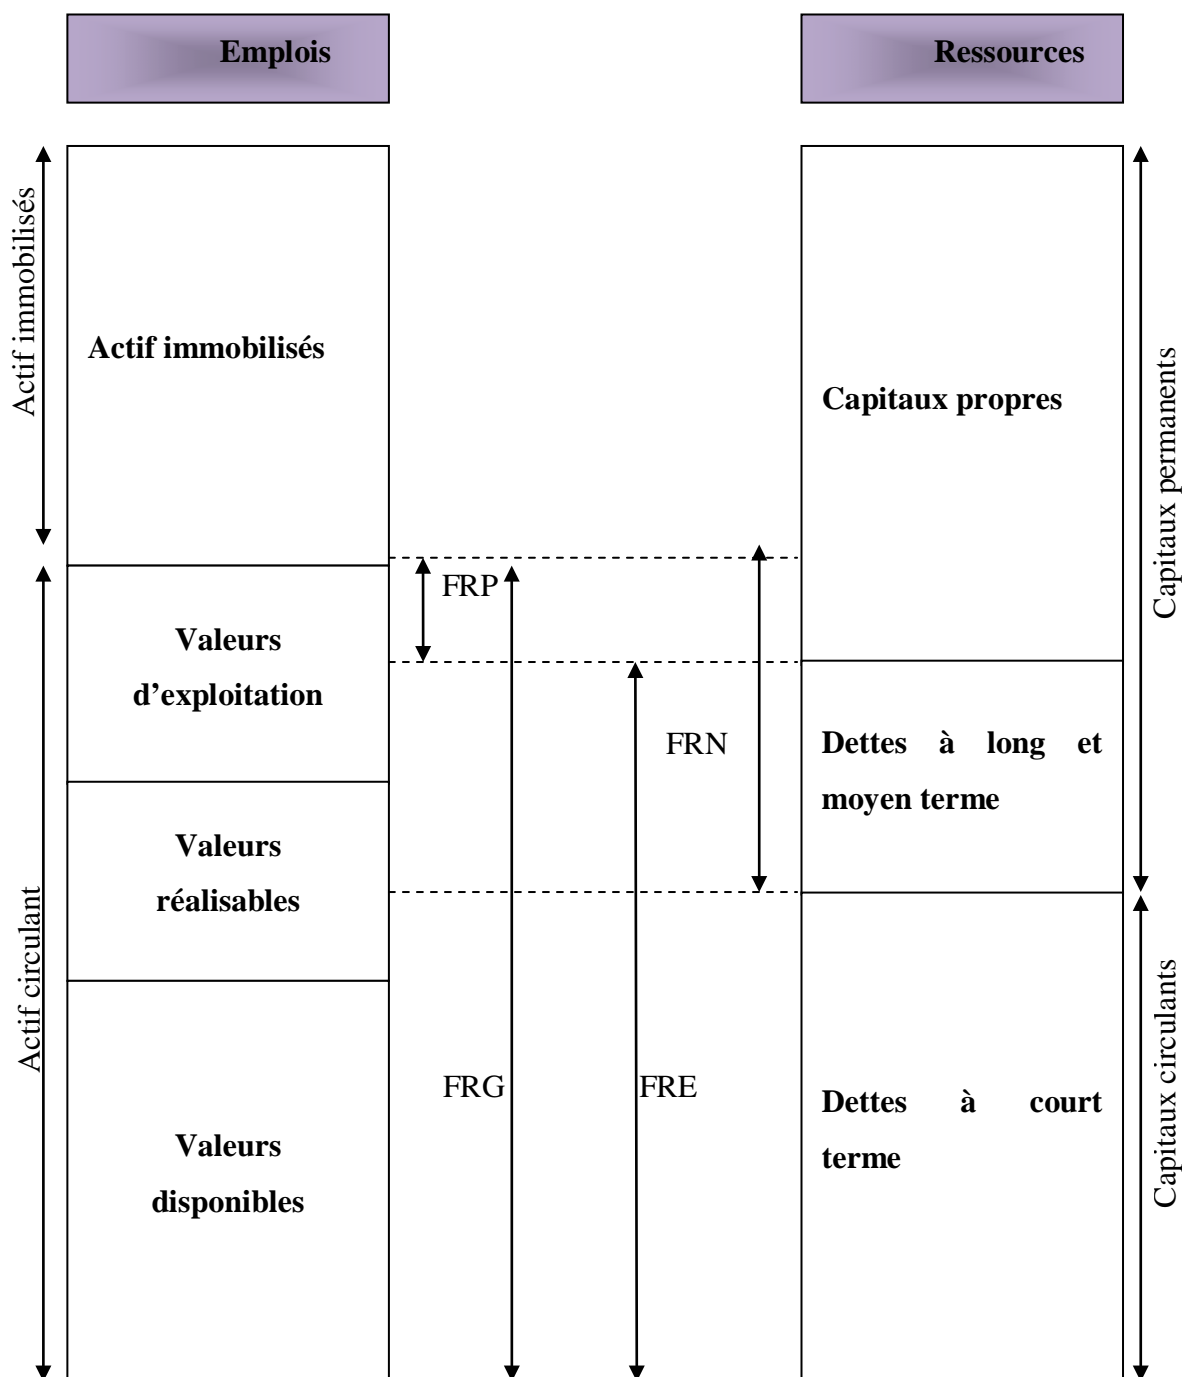 Emplois
Ressources
Actif immobilisés
Actif immobilisés
Capitaux propres
Capitaux permanents
FRP
Valeurs
d’exploitation
FRN
Dettes à long et
moyen terme
Valeurs
réalisables
Actif circulant
FRG
FRE
Dettes à court
terme
Capitaux circulants
Valeurs
disponibles